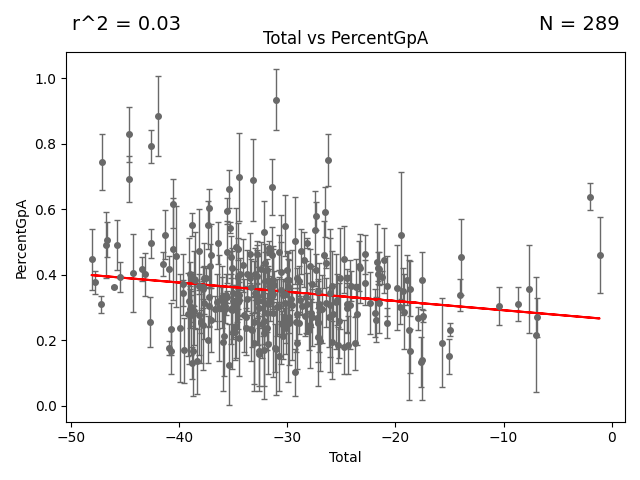 r^2 = 0.03
N = 289
Total vs PercentGpA
1.0
0.8
0.6
0.4
0.2
0.0
PercentGpA
−50
−40
−30
−20
−10
0
Total